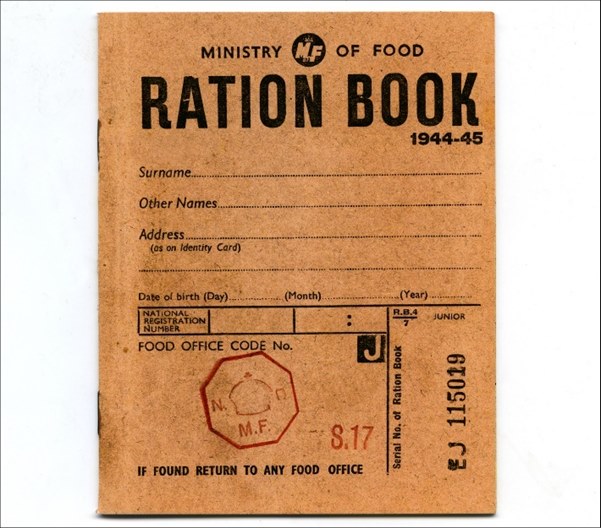 MINISTRY MF OF FOOD
RATION BOOK
1944-45
Surname
Other Names
Address
(as on Identity Card)
Date of birth (Day) (Month) (Year)
NATIONAL
REGISTRATION
NUMBER
:
R.B.4
7
JUNIOR
FOOD OFFICE CODE No.
J
N.
M.F.
S.17
IF FOUND RETURN TO ANY FOOD OFFICE
Serial No. of Ration Book
EJ 115019